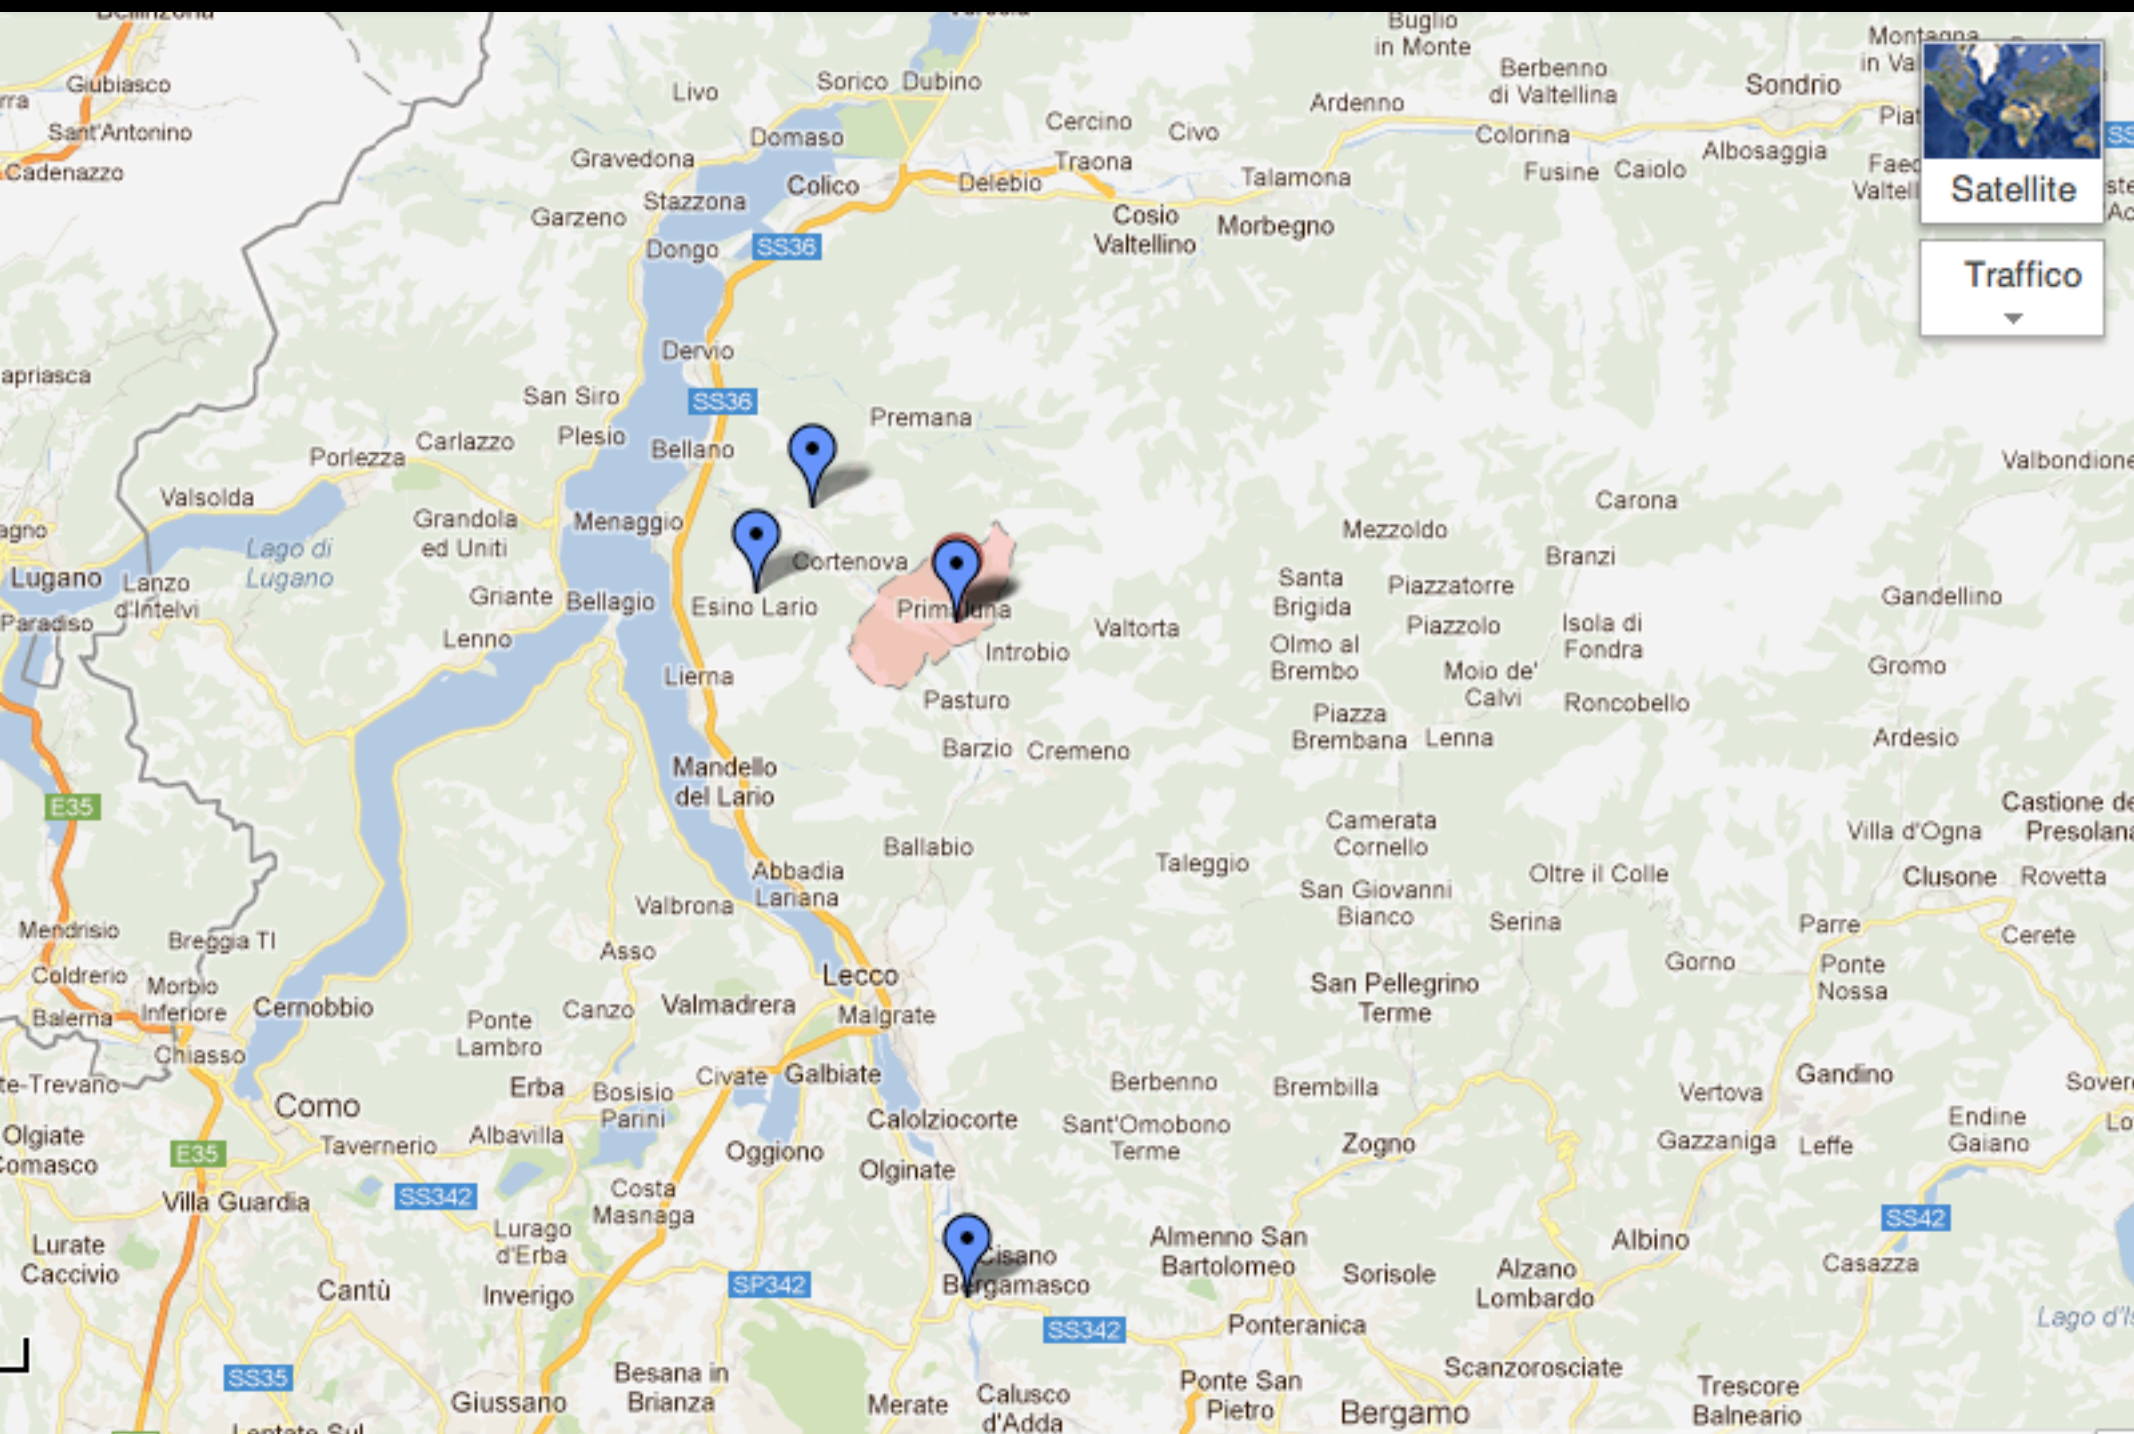 Bellinzona
Buglio
in Monte
Giubiasco
Livo
Sorico
Dubino
Berbenno
di Valtellina
Sondrio
Ardenno
Sant'Antonino
Domaso
Cercino
Civo
Colorina
Albosaggia
Satellite
Cadenazzo
Gravedona
Traona
Fusine
Caiolo
Stazzona
Colico
Delebio
Talamona
Garzeno
Cosio
Valtellino
Morbegno
Dongo
SS36
Traffico
Dervio
apriasca
San Siro
SS36
Premana
Plesio
Carlazzo
Bellano
Porlezza
Valbondione
Valsolda
Carona
Grandola
ed Uniti
Menaggio
Mezzoldo
agno
Lago di
Lugano
Cortenova
Branzi
Lugano
Lanzo
d'Intelvi
Santa
Brigida
Piazzatorre
Griante
Bellagio
Esino Lario
Primaluna
Gandellino
Paradiso
Lenno
Valtorta
Piazzolo
Isola di
Fondra
Introbio
Olmo al
Brembo
Gromo
Lierna
Moio de'
Calvi
Pasturo
Roncobello
Piazza
Brembana
Lenna
Barzio
Cremeno
Ardesio
Mandello
del Lario
E35
Camerata
Cornello
Castione de
Presolana
Villa d'Ogna
Ballabio
Taleggio
Oltre il Colle
Clusone
Rovetta
Abbadia
Lariana
San Giovanni
Bianco
Valbrona
Serina
Parre
Mendrisio
Breggia TI
Cerete
Asso
Gorno
Ponte
Nossa
Coldrerio
Lecco
San Pellegrino
Terme
Morbio
Inferiore
Cernobbio
Canzo
Valmadrera
Malgrate
Balerna
Ponte
Lambro
Chiasso
Civate
Galbiate
Gandino
te-Trevano
Erba
Bosisio
Parini
Berbenno
Brembilla
Vertova
Sover
Como
Calolziocorte
Sant'Omobono
Terme
Endine
Gaiano
Lo
Olgiate
Comasco
Tavernerio
Albavilla
Oggiono
Zogno
Gazzaniga
Leffe
E35
Olginate
Villa Guardia
SS342
Costa
Masnaga
SS42
Lurago
d'Erba
Almenno San
Bartolomeo
Albino
Lurate
Caccivio
Cisano
Bergamasco
Casazza
Cantù
Inverigo
SP342
Sorisole
Alzano
Lombardo
SS342
Ponteranica
Lago d'Is
SS35
Besana in
Brianza
Scanzorosciate
Giussano
Merate
Calusco
d'Adda
Ponte San
Pietro
Bergamo
Trescore
Balneario